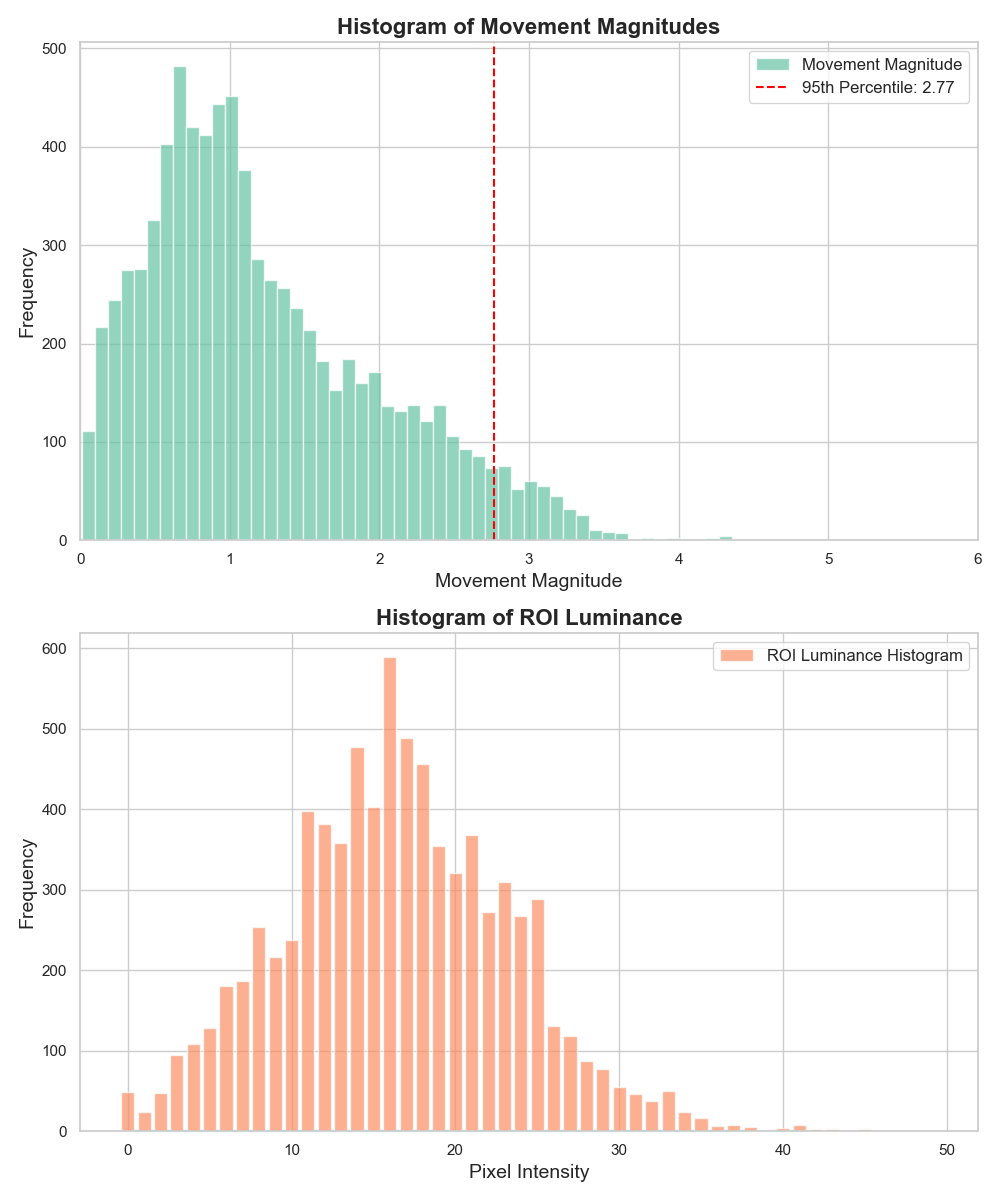 Histogram of Movement Magnitudes
500
400
300
200
100
0
Frequency
Movement Magnitude
95th Percentile: 2.77
0 1 2 3 4 5 6
Movement Magnitude
Histogram of ROI Luminance
600
500
400
300
200
100
0
Frequency
ROI Luminance Histogram
0 10 20 30 40 50
Pixel Intensity